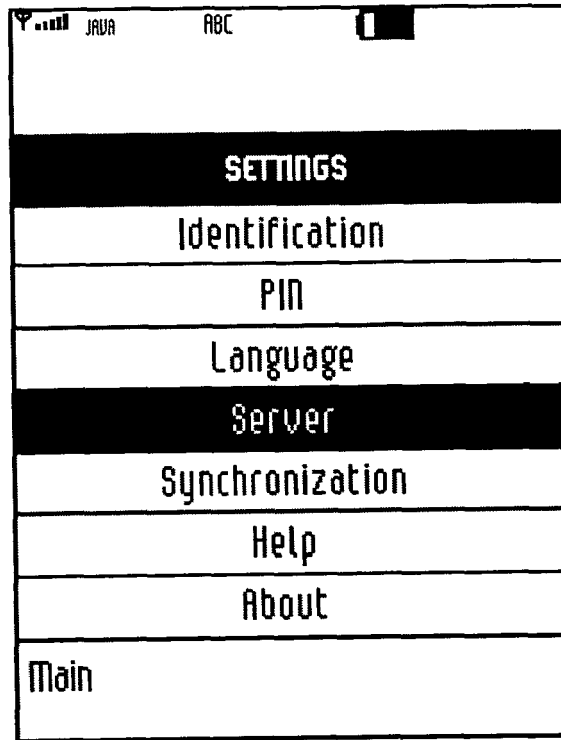 JAVA ABC
SETTINGS
Identification
PIN
Language
Server
Synchronization
Help
About
Main